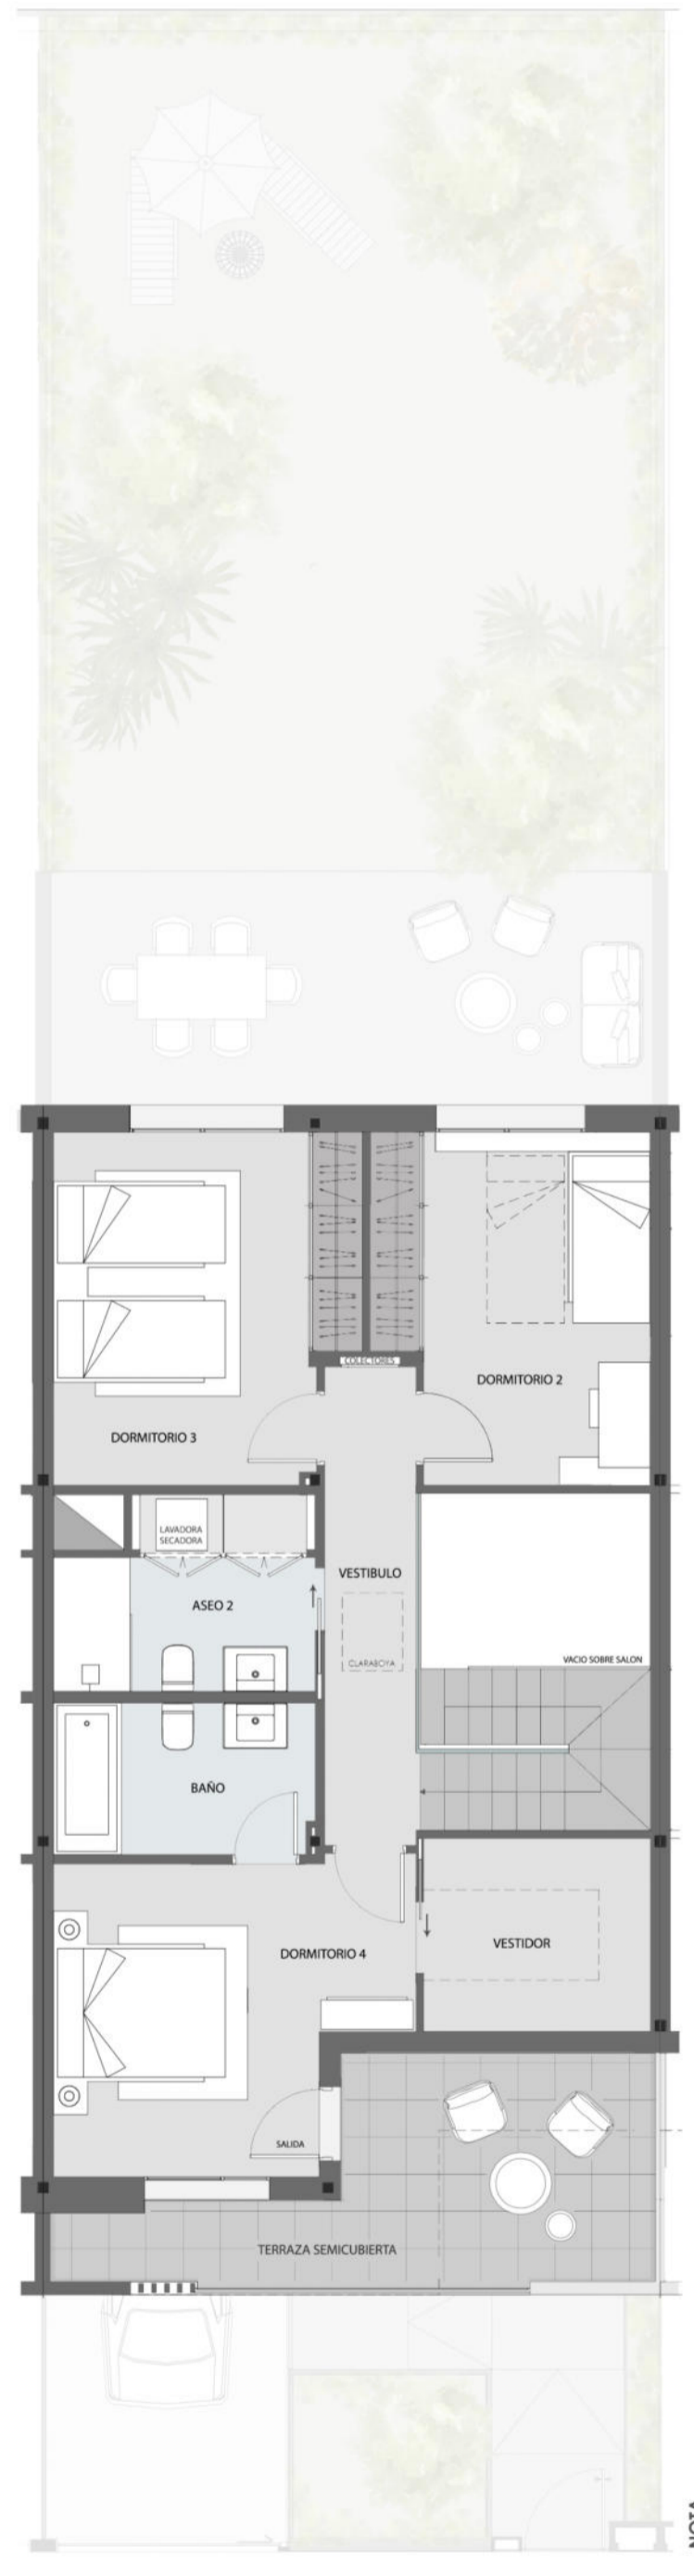 COLECTORES
DORMITORIO 2
DORMITORIO 3
LAVADORA
SECADORA
VESTIBULO
ASEO 2
CLARABOYA
VACIO SOBRE SALON
BAÑO
DORMITORIO 4
VESTIDOR
SALIDA
TERRAZA SEMICUBIERTA
NOTA